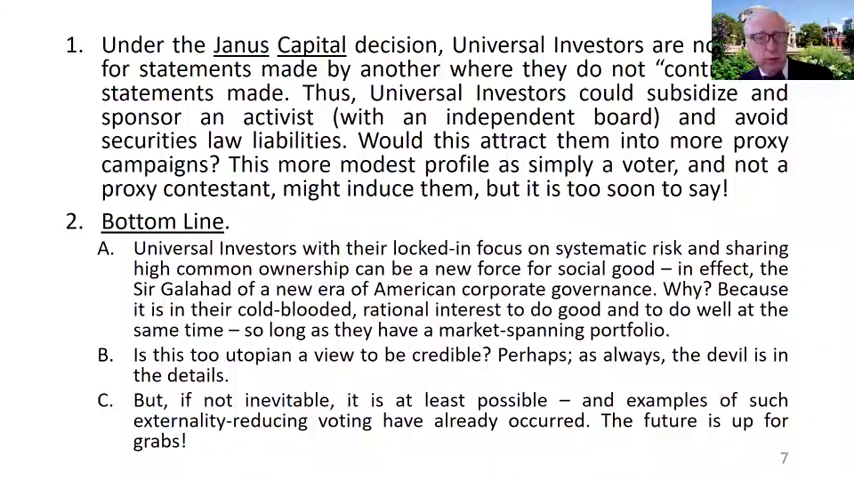 1. Under the Janus Capital decision, Universal Investors are
for statements made by another where they do not
statements made. Thus, Universal Investors could subsidize and
sponsor an activist (with an independent board) and avoid
securities law liabilities. Would this attract them into more proxy
campaigns? This more modest profile as simply a voter, and not a
proxy contestant, might induce them, but it is too soon to say!
2. Bottom Line.
A. Universal Investors with their locked-in focus on systematic risk and sharing
high common ownership can be a new force for social good – in effect, the
Sir Galahad of a new era of American corporate governance. Why? Because
it is in their cold-blooded, rational interest to do good and to do well at the
same time – so long as they have a market-spanning portfolio.
B. Is this too utopian a view to be credible? Perhaps; as always, the devil is in
the details.
C. But, if not inevitable, it is at least possible – and examples of such
externality-reducing voting have already occurred. The future is up for
grabs!
7